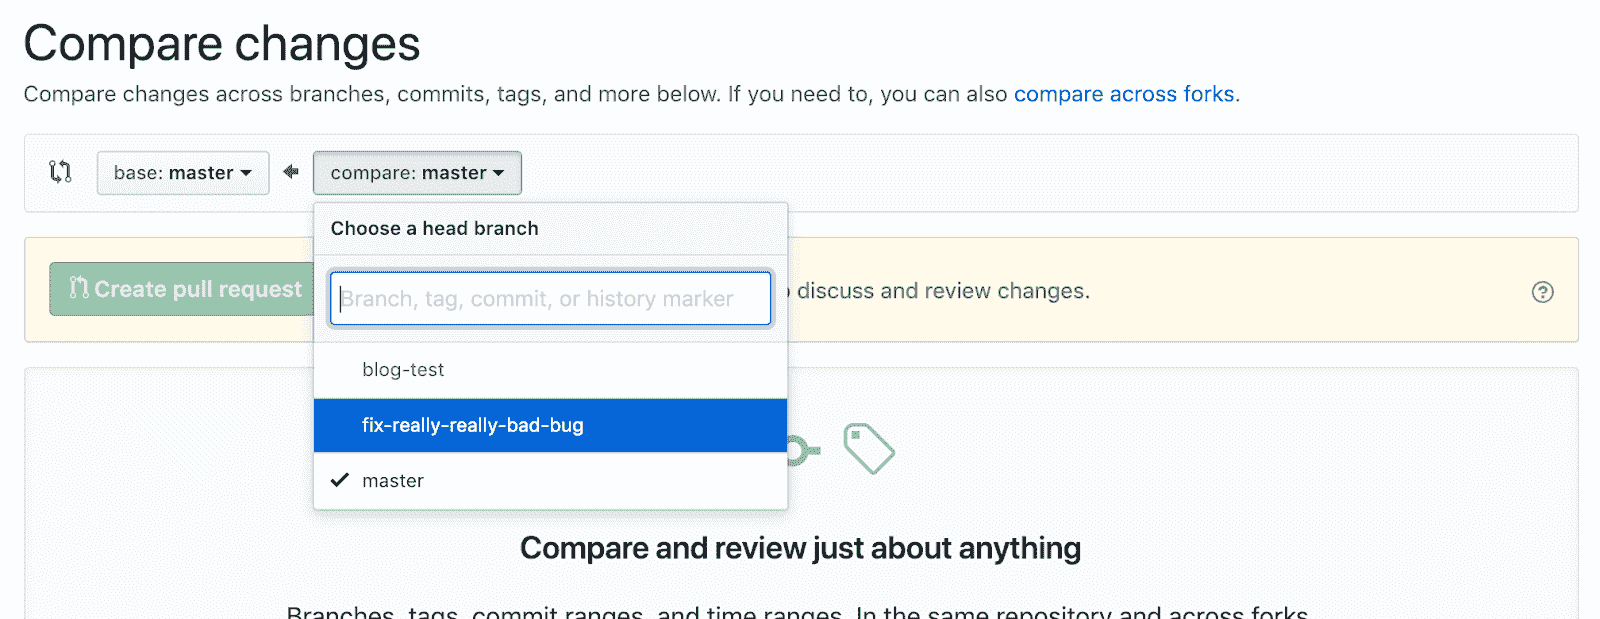 Compare changes
Compare changes across branches, commits, tags, and more below. If you need to, you can also compare across forks.
base: master
compare: master
Choose a head branch
Create pull request
Branch, tag, commit, or history marker
discuss and review changes.
blog-test
fix-really-really-bad-bug
master
Compare and review just about anything
Branches, tags, commit ranges, and time ranges. In the same repository and across forks.